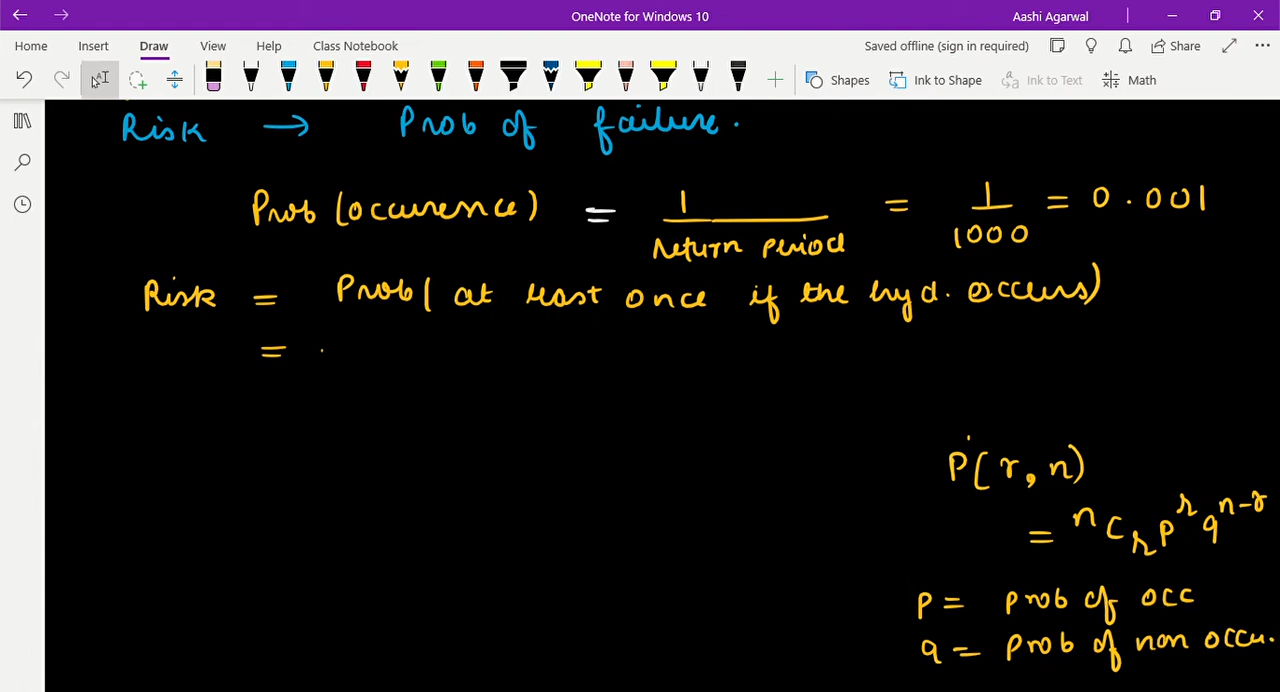 OneNote for Windows 10
Aashi Agarwal
Home Insert Draw View Help Class Notebook
Saved offline (sign in required) Share
Shapes Ink to Shape Ink to Text Math
Risk → Prob of failure.
Prob (occurence) = 1 / Return period = 1 / 1000 = 0.001
Risk = Prob( at least once if the hyd. occurs)
= .
P(r, n)
= nCr p^r q^n-r
P = prob of occ
q = prob of non occu.